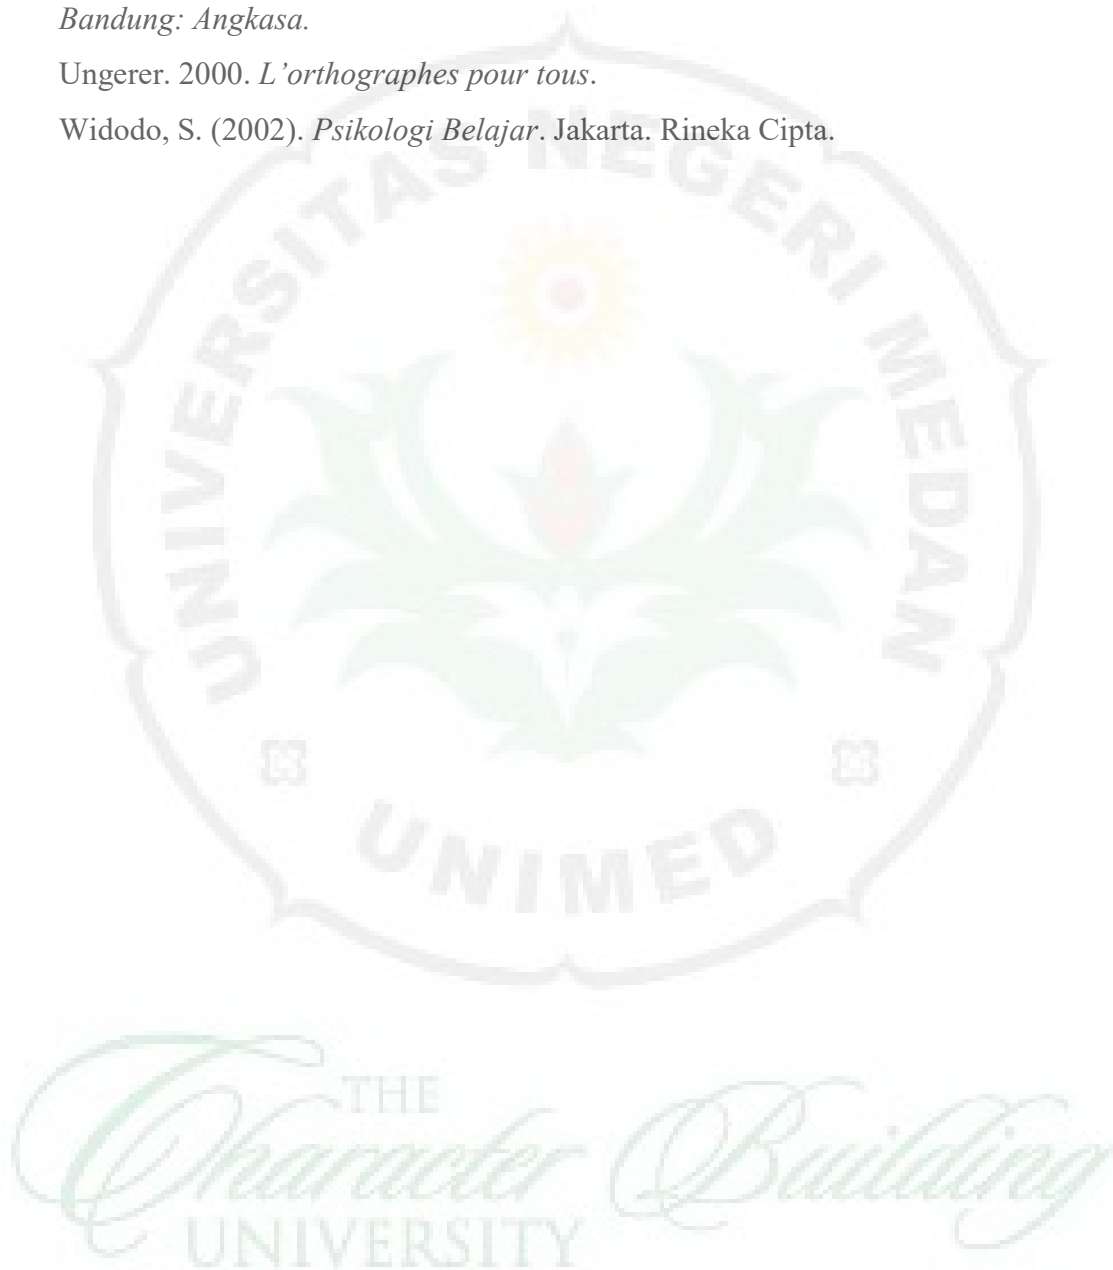 Bandung: Angkasa.
Ungerer. 2000. L’orthographes pour tous.
Widodo, S. (2002). Psikologi Belajar. Jakarta. Rineka Cipta.
UNIVERSITAS NEGERI MEDAN
UNIMED
THE
Character Building
UNIVERSITY